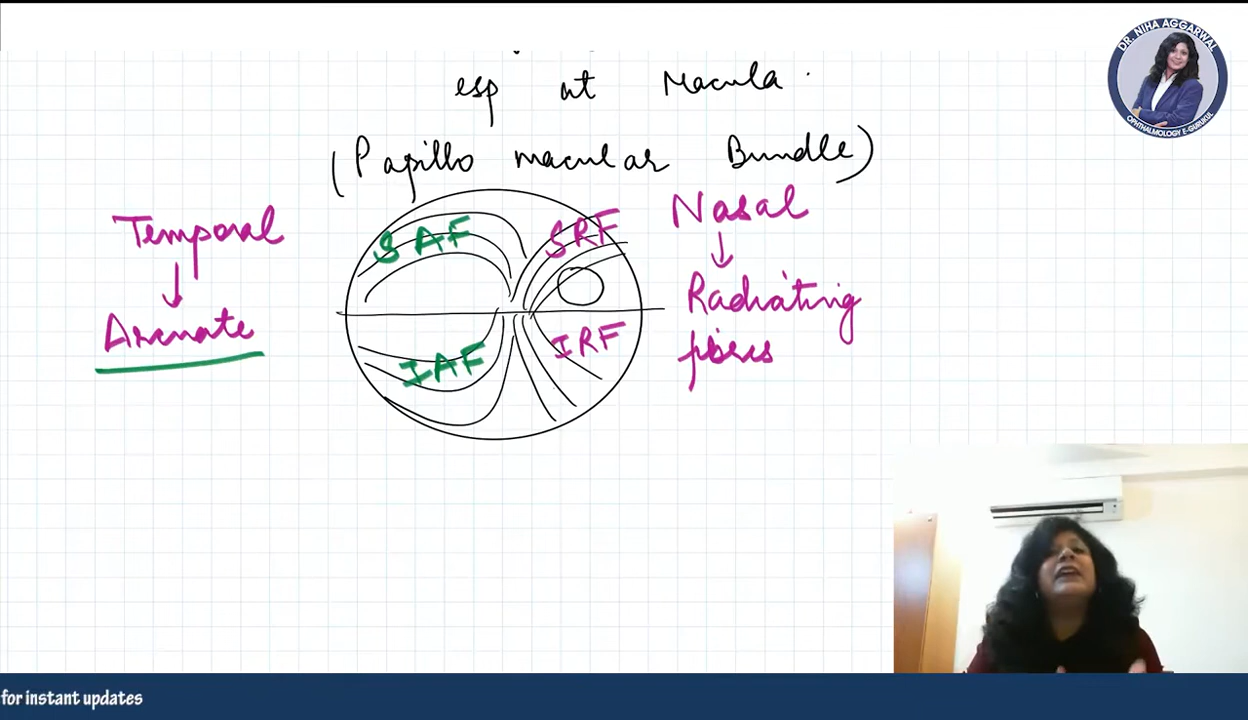 DR. NIHA AGGARWAL
OPHTHALMOLOGY E-GURUKUL
esp at Macula
(Papillo macular Bundle)
Temporal
Arcuate
SAF
SRF
IAF
IRF
Nasal
Radiating
fibers
for instant updates